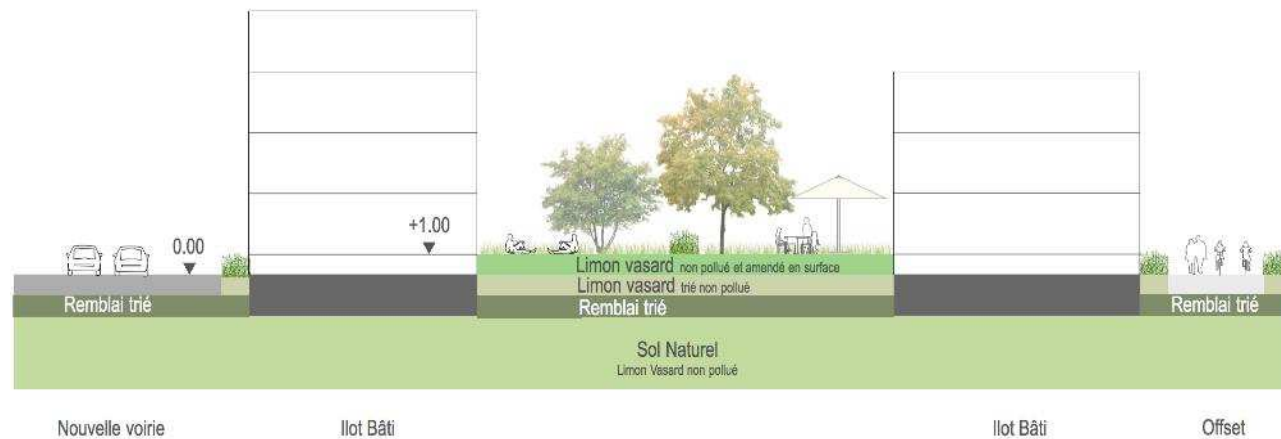 0.00
+1.00
Limon vasard non pollué et amendé en surface
Limon vasard trié non pollué
Remblai trié
Remblai trié
Remblai trié
Sol Naturel
Limon Vasard non pollué
Nouvelle voirie
Ilot Bâti
Ilot Bâti
Offset